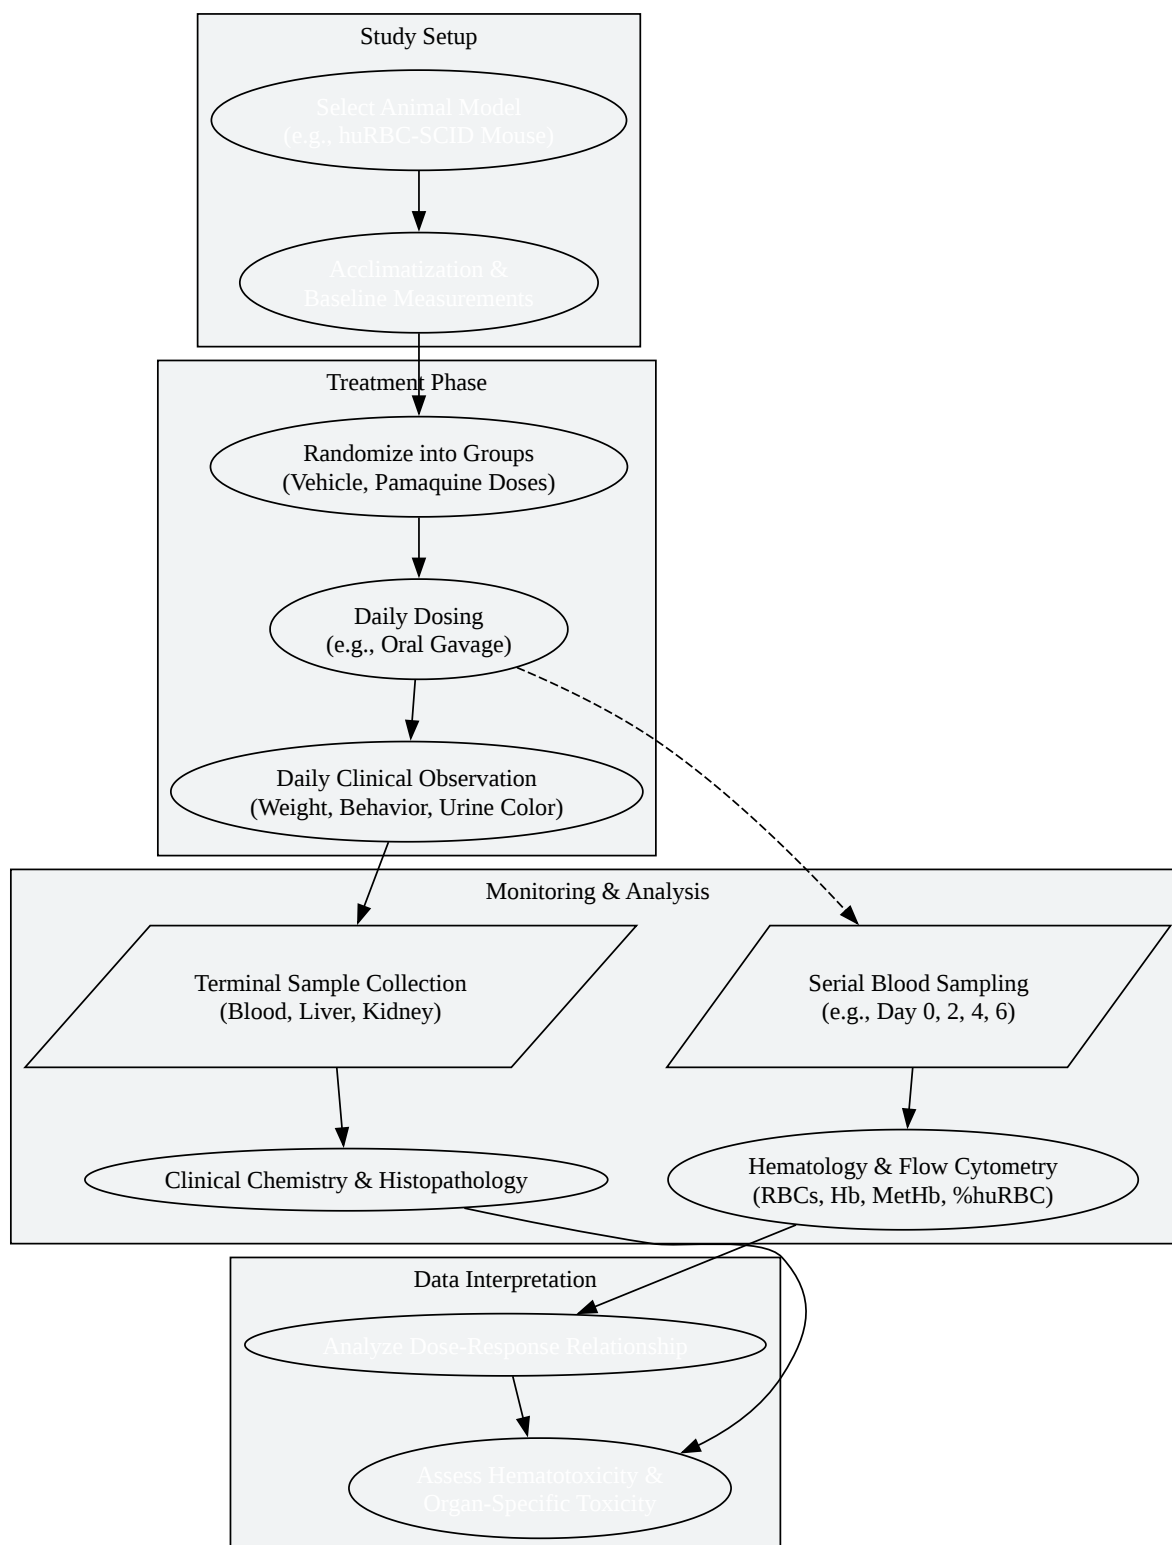 Study Setup
Select Animal Model
(e.g., huRBC-SCID Mouse)
Acclimatization &
Baseline Measurements
Treatment Phase
Randomize into Groups
(Vehicle, Pamaquine Doses)
Daily Dosing
(e.g., Oral Gavage)
Daily Clinical Observation
(Weight, Behavior, Urine Color)
Monitoring & Analysis
Terminal Sample Collection
(Blood, Liver, Kidney)
Serial Blood Sampling
(e.g., Day 0, 2, 4, 6)
Clinical Chemistry & Histopathology
Hematology & Flow Cytometry
(RBCs, Hb, MetHb, %huRBC)
Data Interpretation
Analyze Dose-Response Relationship
Assess Hematotoxicity &
Organ-Specific Toxicity